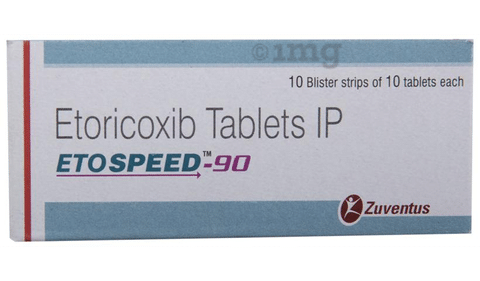 1mg
10 Blister strips of 10 tablets each
Etoricoxib Tablets IP
ETOSPEED™-90
Zuventus